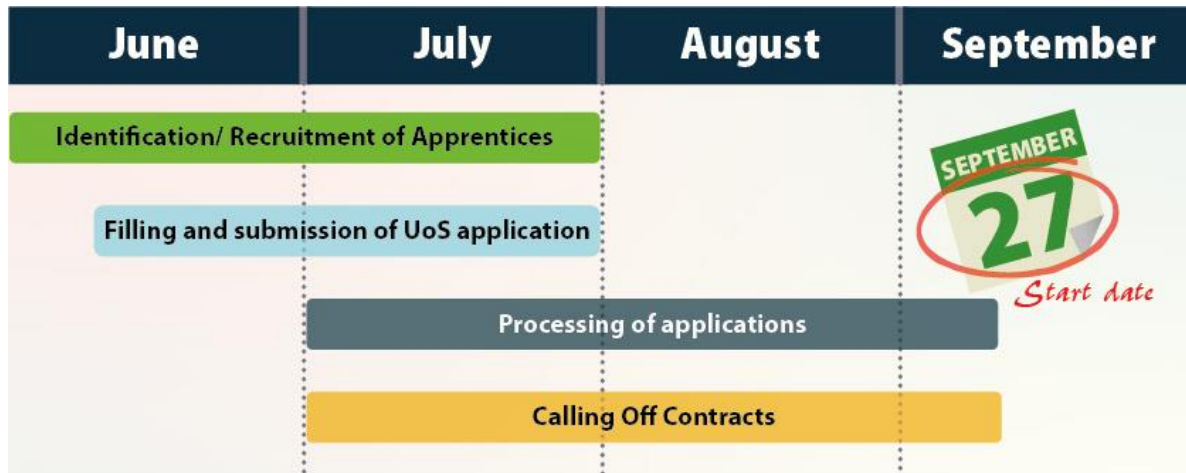 June July August September
Identification/ Recruitment of Apprentices
SEPTEMBER
27
Start date
Filling and submission of UoS application
Processing of applications
Calling Off Contracts